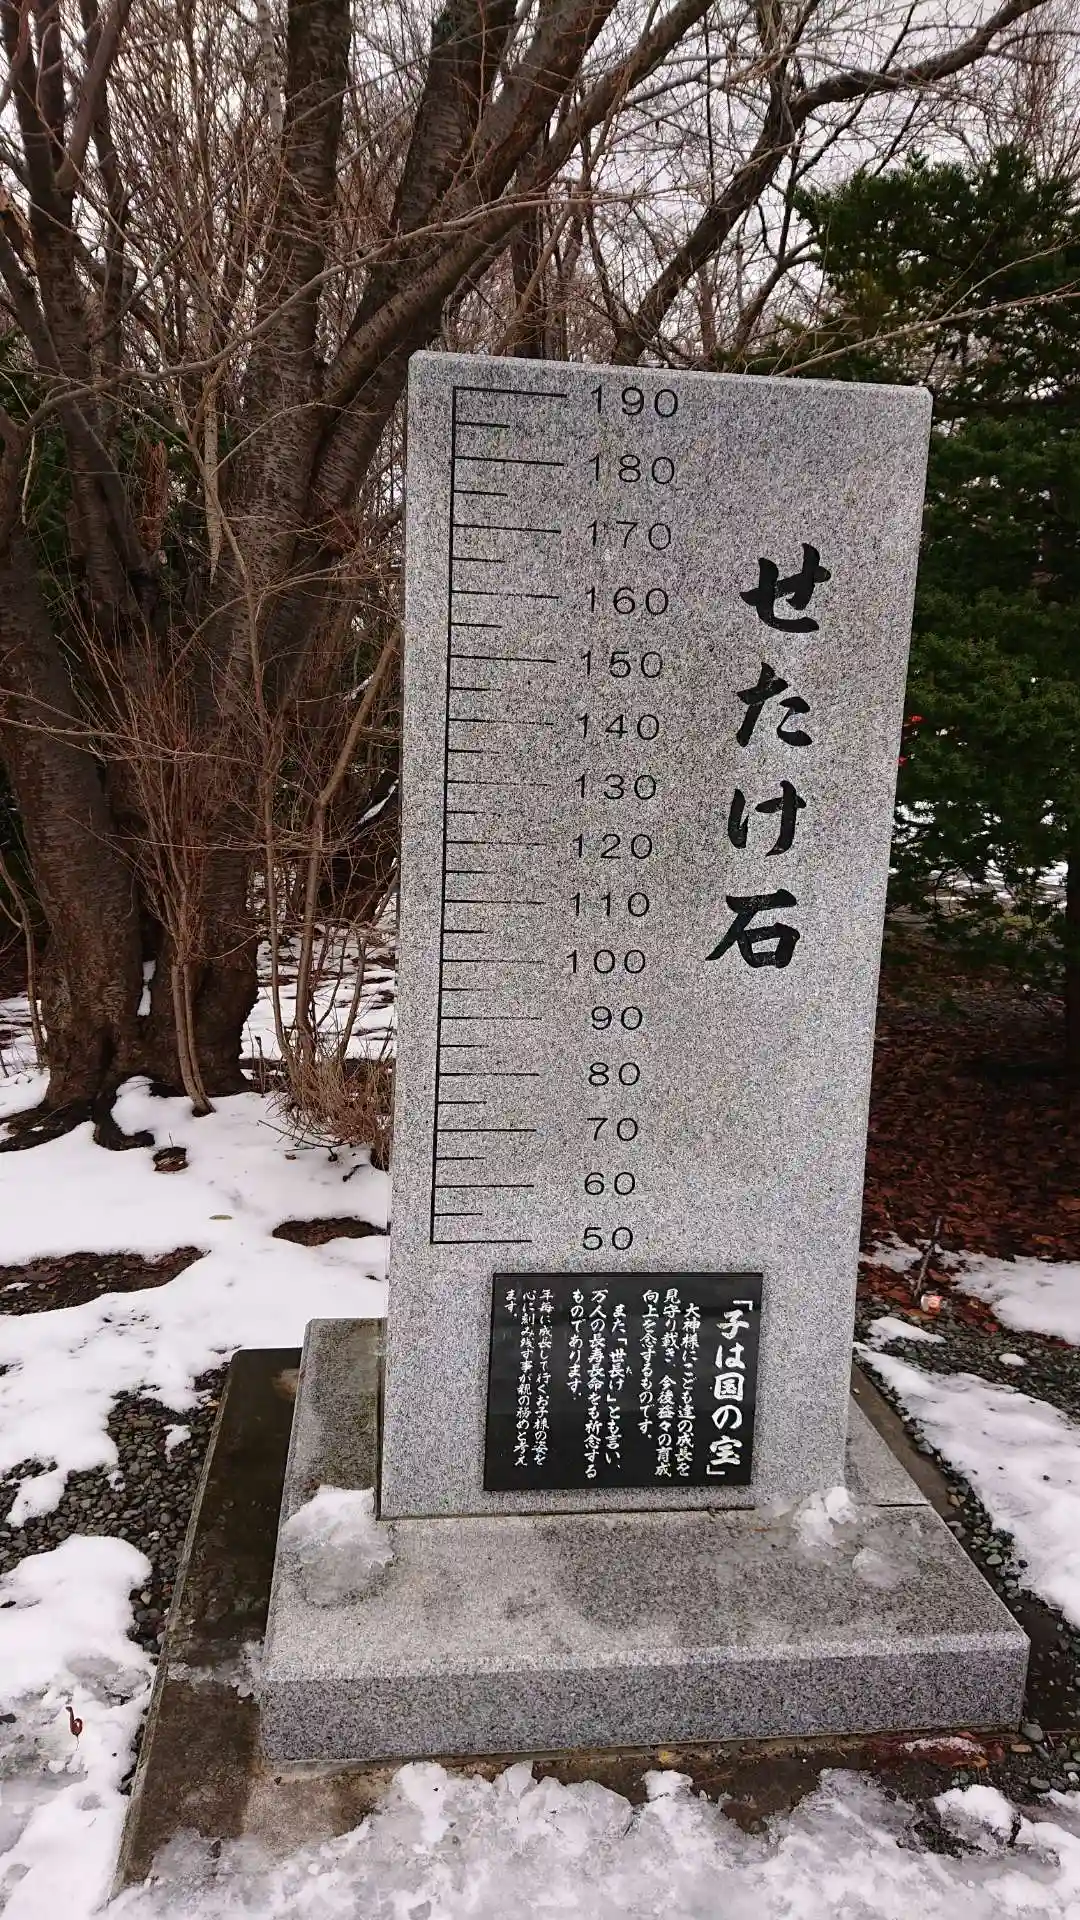 190
180
170
160
150
140
130
120
110
100
90
80
70
60
50
せたけ石
「子は国の宝」
大神様にこども達の成長を
見守り戴き、今後益々の育成
向上を念ずるものです。
また「世長け」とも言い、
た
万人の長寿長命をも祈念する
ものであります。
年毎に成長して行くお子様の姿を
心に刻み残す事が親の務めと考え
ます。